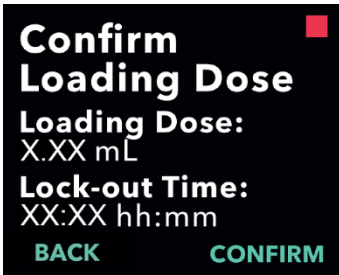 Confirm
Loading Dose
Loading Dose:
X.XX mL
Lock-out Time:
XX:XX hh:mm
BACK CONFIRM